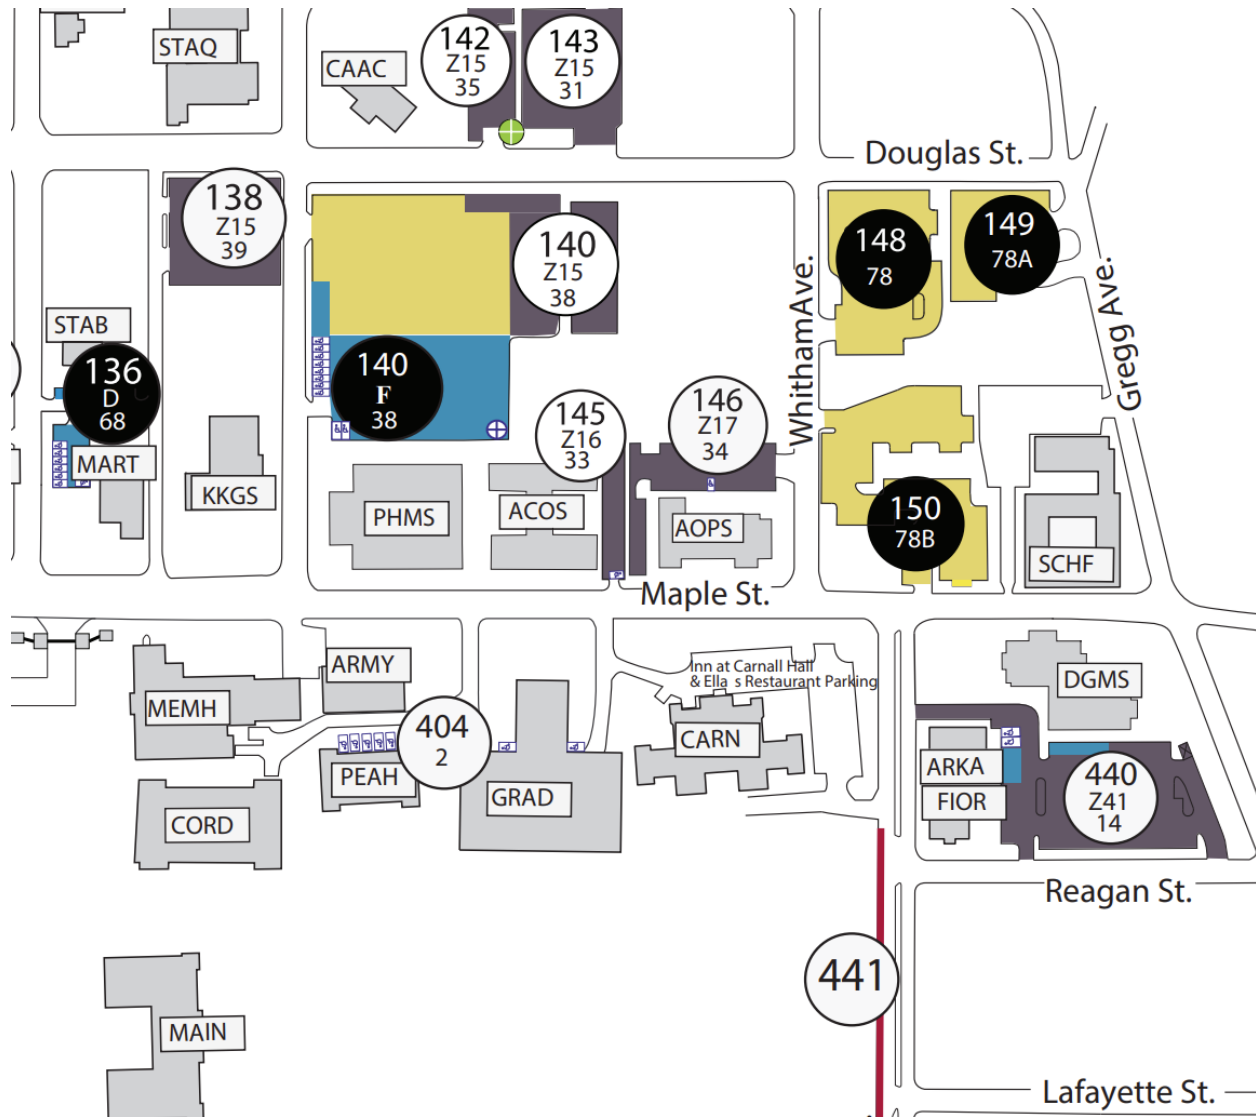 STAQ
CAAC
142
Z15
35
143
Z15
31
Douglas St.
138
Z15
39
140
Z15
38
148
78
149
78A
Whitham Ave.
Gregg Ave.
STAB
136
D
68
MART
KKGS
140
F
38
145
Z16
33
146
Z17
34
PHMS
ACOS
AOPS
150
78B
SCHF
Maple St.
ARMY
MEMH
Inn at Carnall Hall
& Ella s Restaurant Parking
DGMS
404
2
CARN
PEAH
GRAD
ARKA
FIOR
440
Z41
14
CORD
Reagan St.
441
MAIN
Lafayette St.